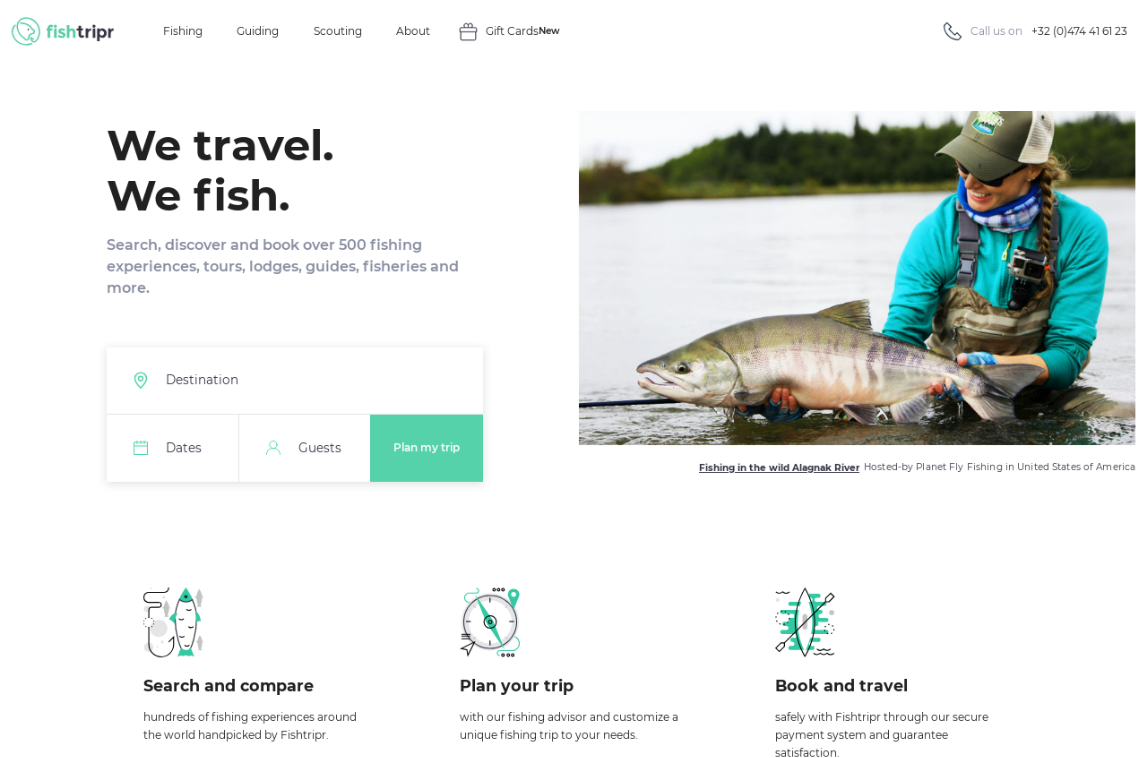 fishtripr
Fishing Guiding Scouting About Gift CardsNew
Call us on +32 (0)474 41 61 23
We travel.
We fish.
Search, discover and book over 500 fishing
experiences, tours, lodges, guides, fisheries and
more.
Destination
Dates
Guests
Plan my trip
Fishing in the wild Alagnak River Hosted-by Planet Fly Fishing in United States of America
Search and compare
hundreds of fishing experiences around
the world handpicked by Fishtripr.
Plan your trip
with our fishing advisor and customize a
unique fishing trip to your needs.
Book and travel
safely with Fishtripr through our secure
payment system and guarantee
satisfaction.